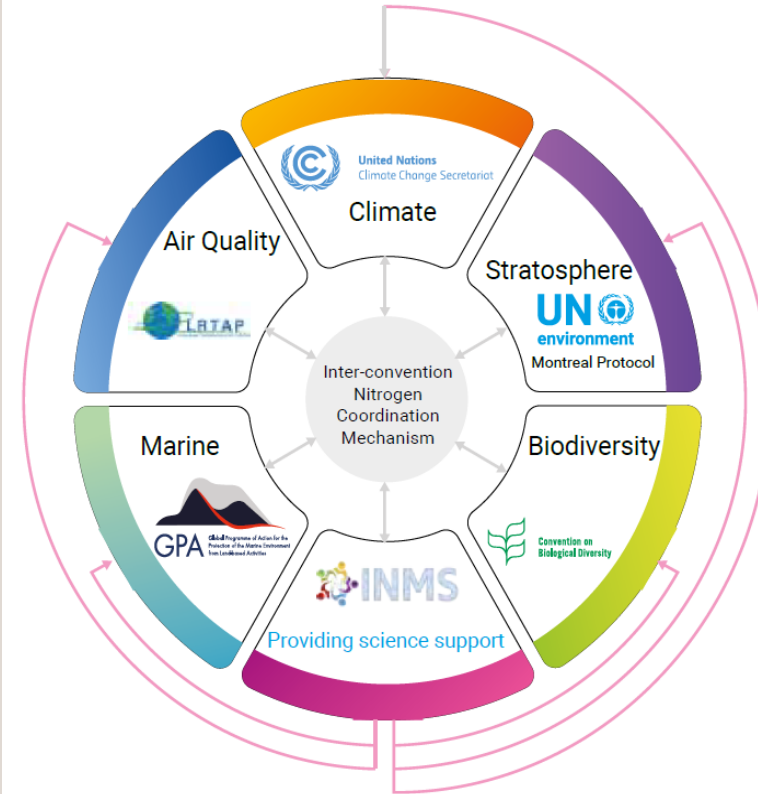 United Nations
Climate Change Secretariat
Climate
Air Quality
LRTAP
Stratosphere
UN
environment
Montreal Protocol
Inter-convention
Nitrogen
Coordination
Mechanism
Marine
GPA
Global Programme of Action for the
Protection of the Marine Environment
from Landbased Activities
Biodiversity
Convention on
Biological Diversity
INMS
Providing science support